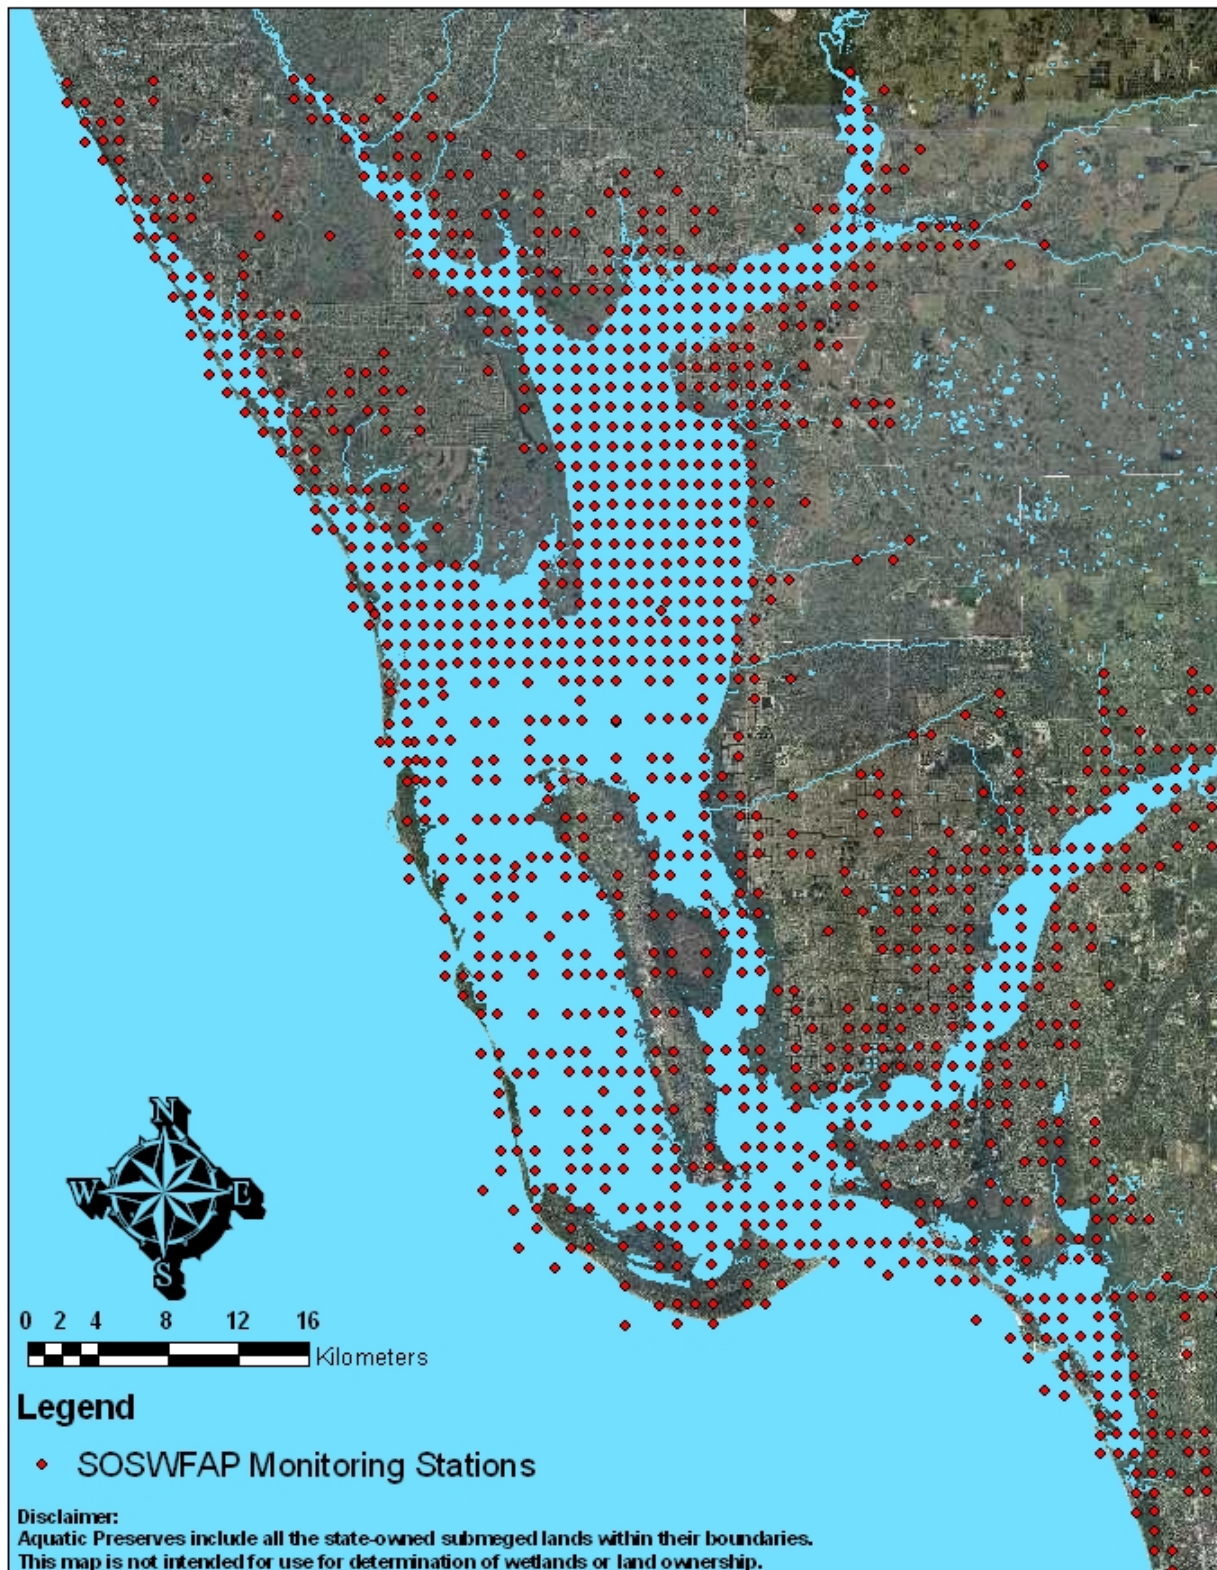 N
W E
S
0 2 4 8 12 16
Kilometers
Legend
SOSWFAP Monitoring Stations
Disclaimer:
Aquatic Preserves include all the state-owned submeged lands within their boundaries.
This map is not intended for use for determination of wetlands or land ownership.